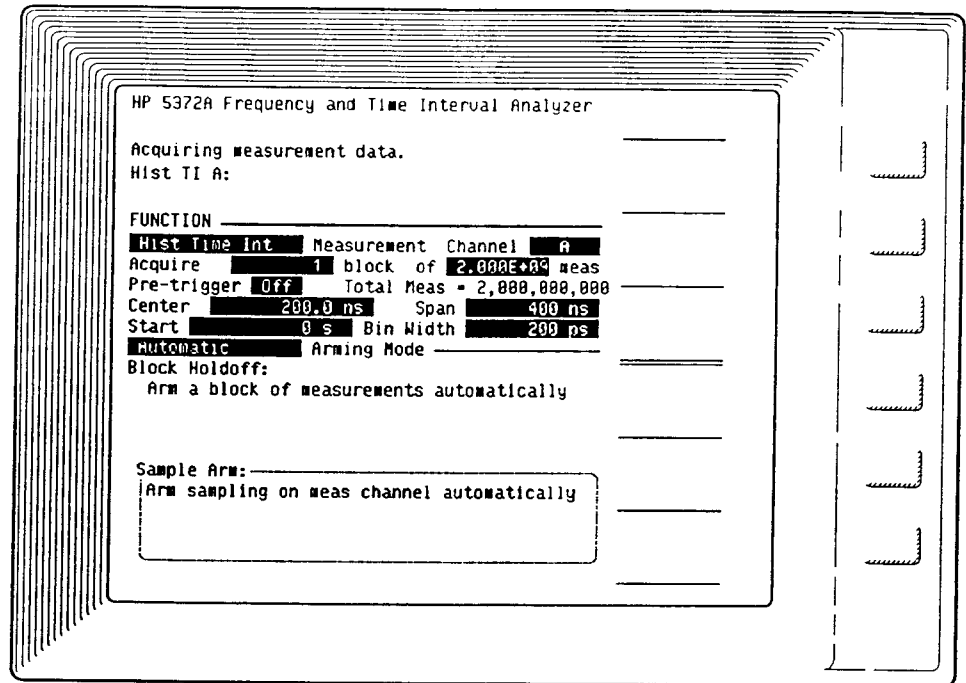 HP 5372A Frequency and Time Interval Analyzer
Acquiring measurement data.
Hist TI A:
FUNCTION
Hist Time Int Measurement Channel A
Acquire 1 block of 2.000E+09 meas
Pre-trigger Off Total Meas = 2,000,000,000
Center 200.0 ns Span 400 ns
Start 0 s Bin Width 200 ps
Automatic Arming Mode
Block Holdoff:
Arm a block of measurements automatically
Sample Arm:
Arm sampling on meas channel automatically